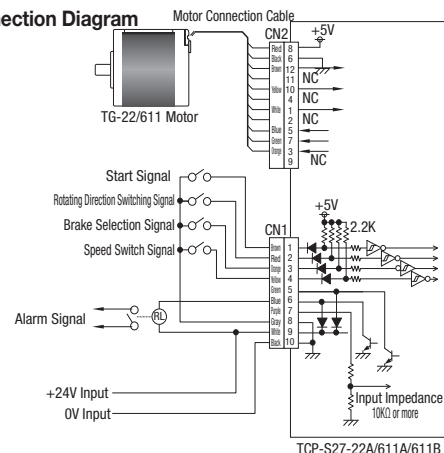 nection Diagram
Motor Connection Cable
CN2
+5V
Red 8
Black 6
Brown 12
11 NC
Yellow 10
4 NC
White 1
2 NC
Blue 5
Green 7
Orange 3
9 NC
TG-22/611 Motor
Start Signal
Rotating Direction Switching Signal
Brake Selection Signal
Speed Switch Signal
+5V
2.2K
CN1
Brown 1
Red 2
Orange 3
Yellow 4
Green 5
Blue 6
Purple 7
Gray 8
White 9
Black 10
Alarm Signal
RL
+24V Input
0V Input
Input Impedance
10KΩ or more
TCP-S27-22A/611A/611B